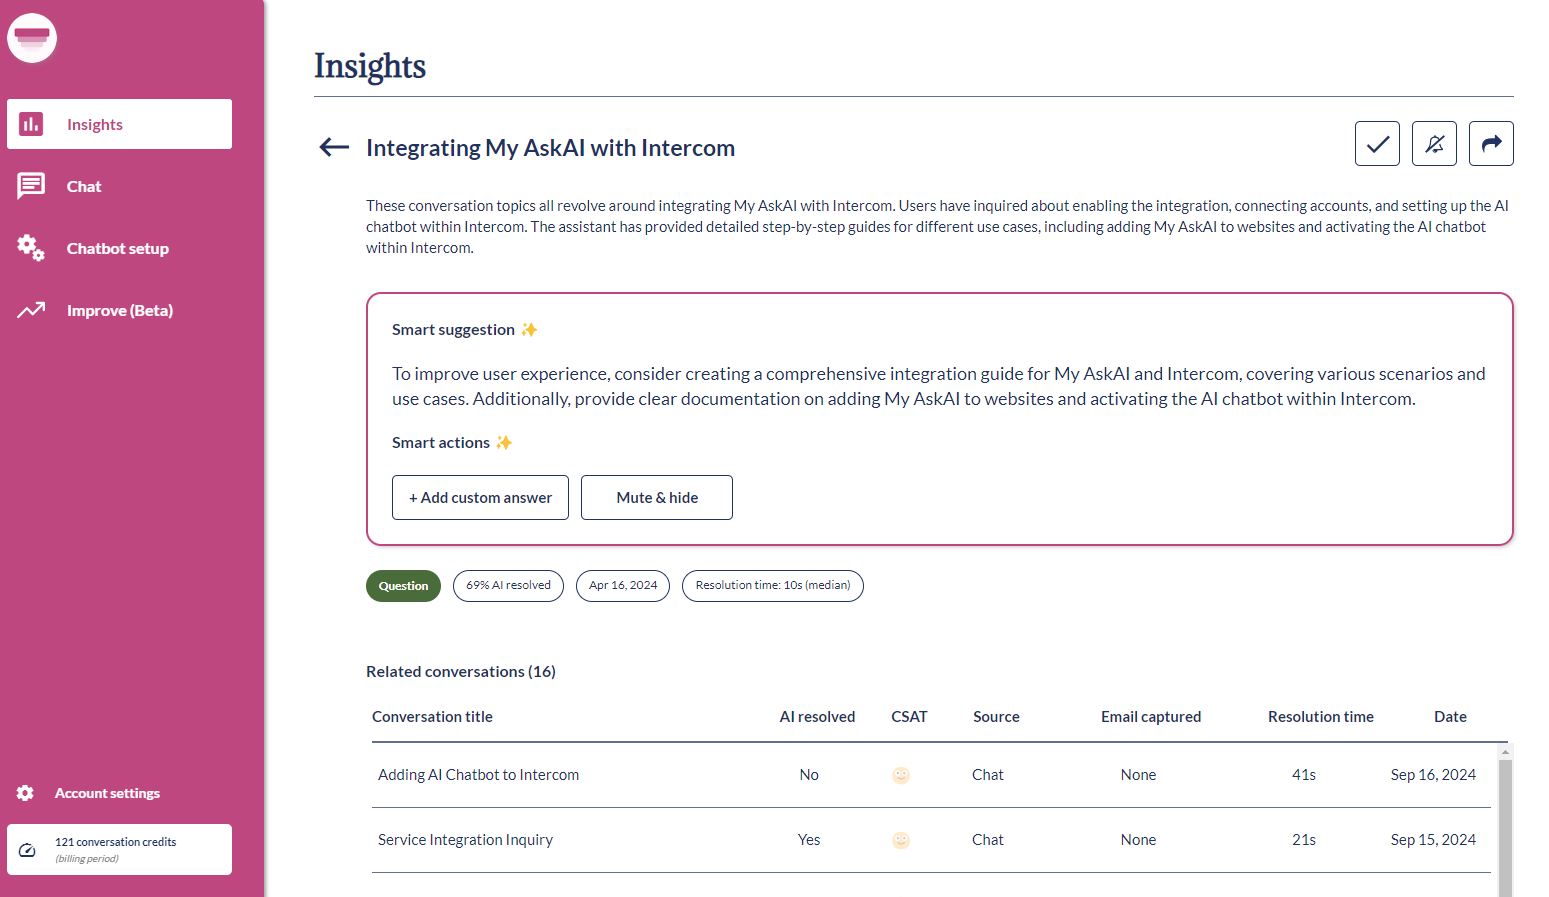 Insights
Chat
Chatbot setup
Improve (Beta)
Account settings
121 conversation credits
(billing period)
Insights
Integrating My AskAI with Intercom
These conversation topics all revolve around integrating My AskAI with Intercom. Users have inquired about enabling the integration, connecting accounts, and setting up the AI
chatbot within Intercom. The assistant has provided detailed step-by-step guides for different use cases, including adding My AskAI to websites and activating the AI chatbot
within Intercom.
Smart suggestion ✨
To improve user experience, consider creating a comprehensive integration guide for My AskAI and Intercom, covering various scenarios and
use cases. Additionally, provide clear documentation on adding My AskAI to websites and activating the AI chatbot within Intercom.
Smart actions ✨
+ Add custom answer Mute & hide
Question 69% AI resolved Apr 16, 2024 Resolution time: 10s (median)
Related conversations (16)
Conversation title AI resolved CSAT Source Email captured Resolution time Date
Adding AI Chatbot to Intercom No Chat None 41s Sep 16, 2024
Service Integration Inquiry Yes Chat None 21s Sep 15, 2024